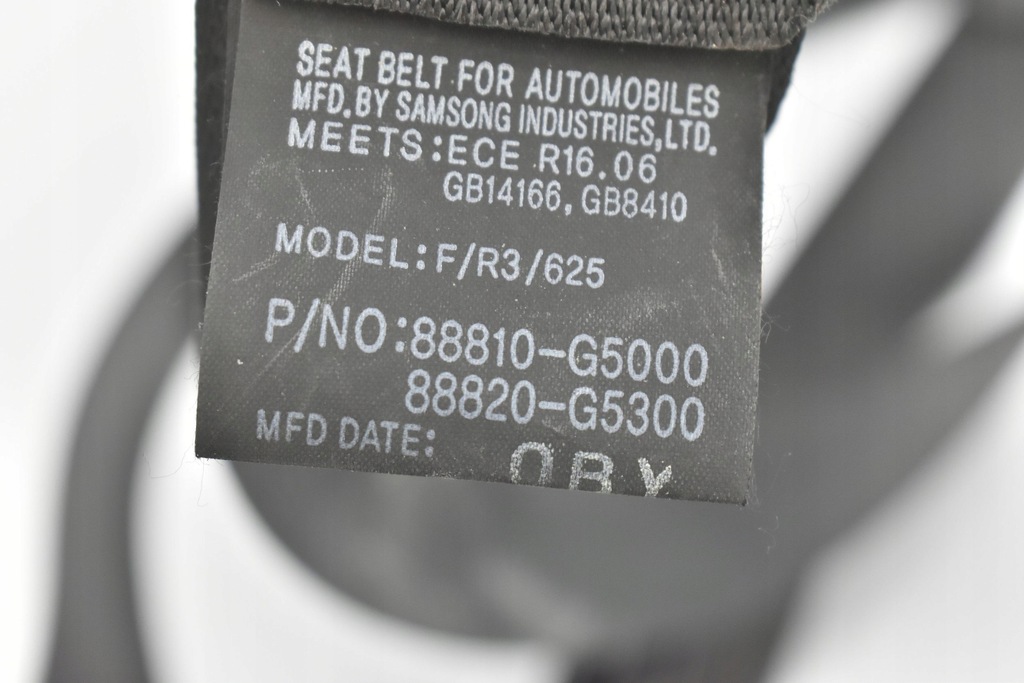 SEAT BELT FOR AUTOMOBILES
MFD. BY SAMSONG INDUSTRIES, LTD.
MEETS:ECE R16.06
GB14166, GB8410
MODEL: F/R3/625
P/NO:88810-G5000
88820-G5300
MFD DATE: